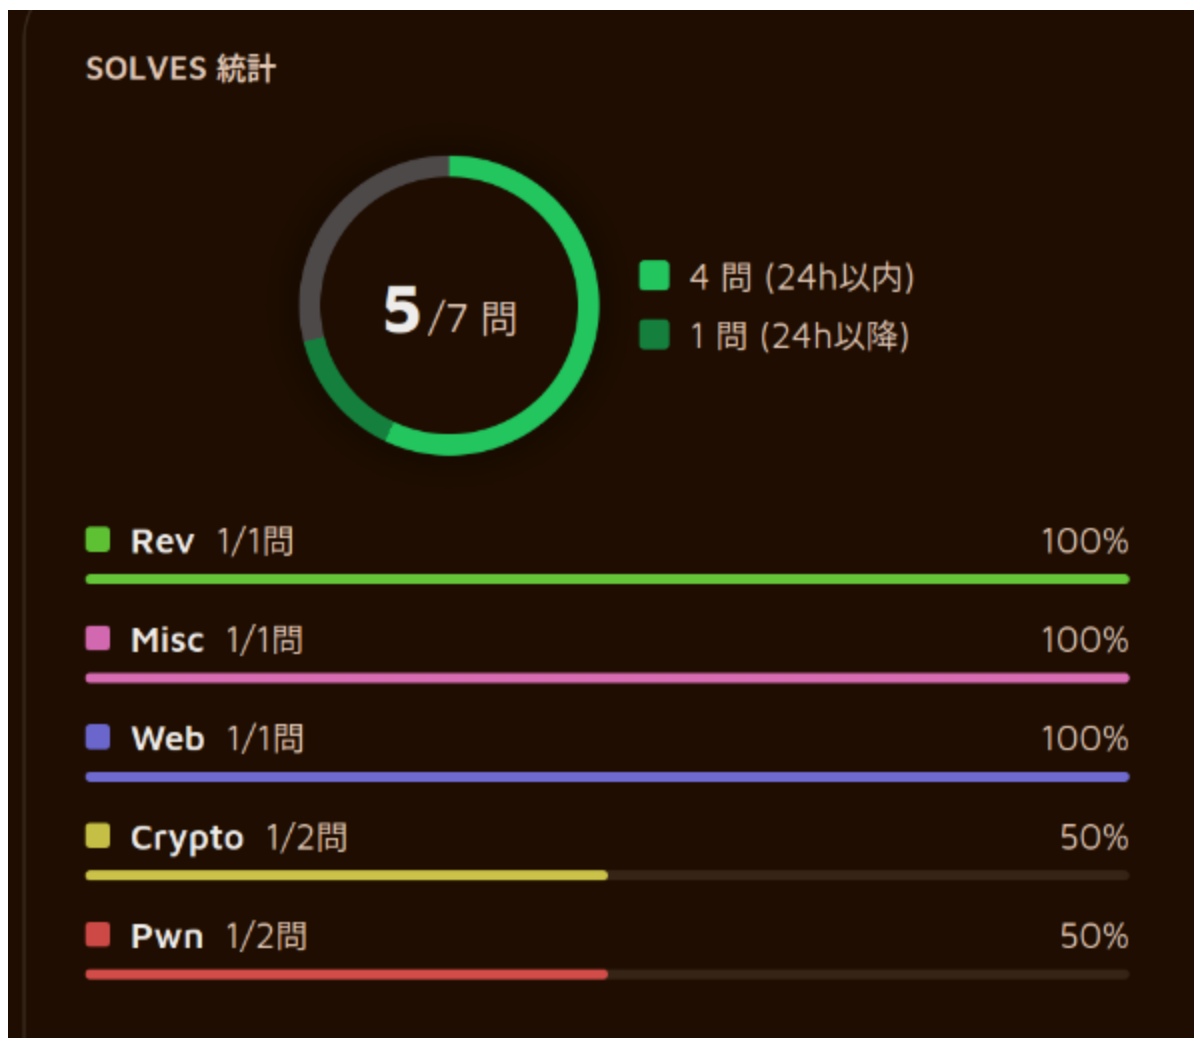 SOLVES 統計
5/7 問
4 問 (24h以内)
1 問 (24h以降)
Rev 1/1問 100%
Misc 1/1問 100%
Web 1/1問 100%
Crypto 1/2問 50%
Pwn 1/2問 50%